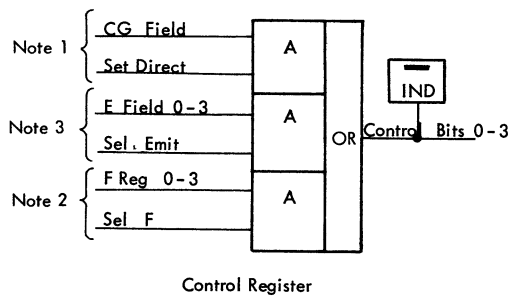 Note 1
CG Field
Set Direct
A
Note 3
E Field 0-3
Sel. Emit
A
Note 2
F Reg 0-3
Sel F
A
OR
IND
Control Bits 0-3
Control Register